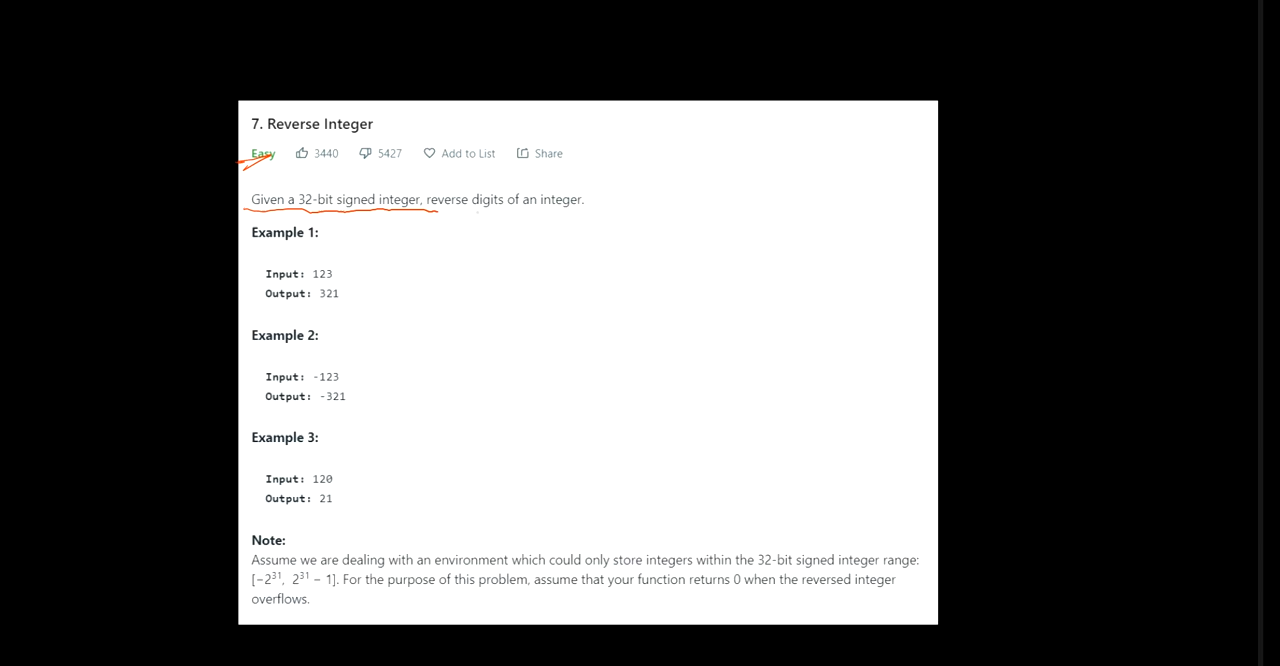 7. Reverse Integer
Easy 3440 5427 Add to List Share
Given a 32-bit signed integer, reverse digits of an integer.
Example 1:
Input: 123
Output: 321
Example 2:
Input: -123
Output: -321
Example 3:
Input: 120
Output: 21
Note:
Assume we are dealing with an environment which could only store integers within the 32-bit signed integer range:
[−2³¹, 2³¹ − 1]. For the purpose of this problem, assume that your function returns 0 when the reversed integer
overflows.